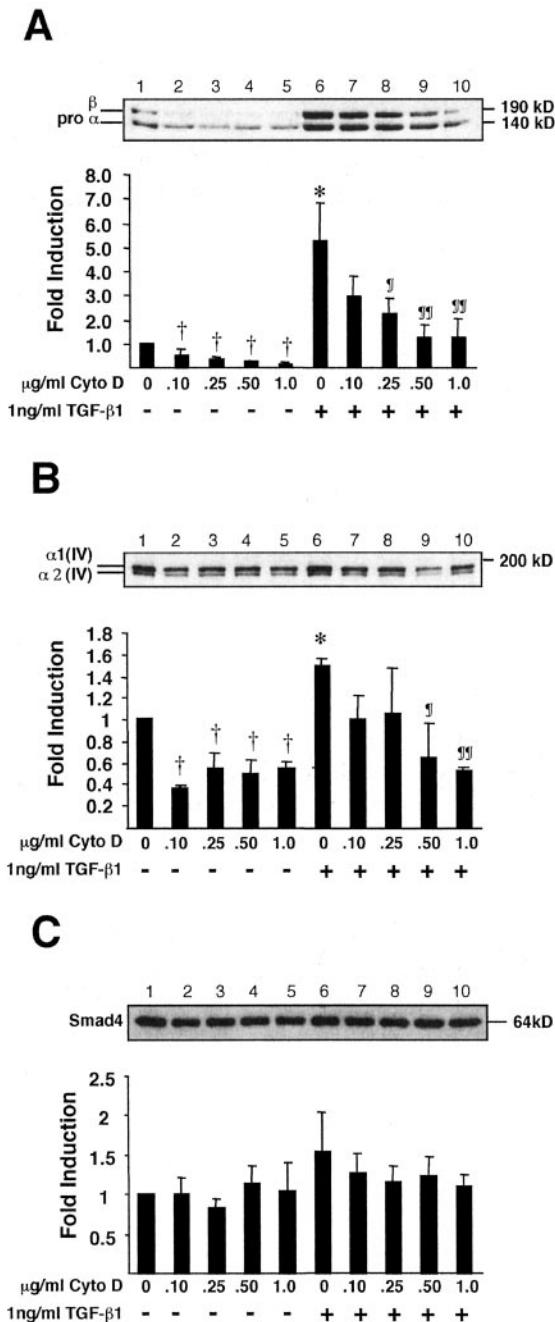 A
1 2 3 4 5 6 7 8 9 10
β
pro α
190 kD
140 kD
8.0
7.0
6.0
5.0
4.0
3.0
2.0
1.0
Fold Induction
† † † † * ¶ ¶¶ ¶¶
µg/ml Cyto D 0 .10 .25 .50 1.0 0 .10 .25 .50 1.0
1ng/ml TGF-β1 - - - - - + + + + +
B
1 2 3 4 5 6 7 8 9 10
α1(IV)
α2(IV)
200 kD
1.8
1.6
1.4
1.2
1
0.8
0.6
0.4
0.2
Fold Induction
† † † † * ¶ ¶¶
µg/ml Cyto D 0 .10 .25 .50 1.0 0 .10 .25 .50 1.0
1ng/ml TGF-β1 - - - - - + + + + +
C
1 2 3 4 5 6 7 8 9 10
Smad4
64kD
2.5
2
1.5
1
0.5
Fold Induction
µg/ml Cyto D 0 .10 .25 .50 1.0 0 .10 .25 .50 1.0
1ng/ml TGF-β1 - - - - - + + + + +